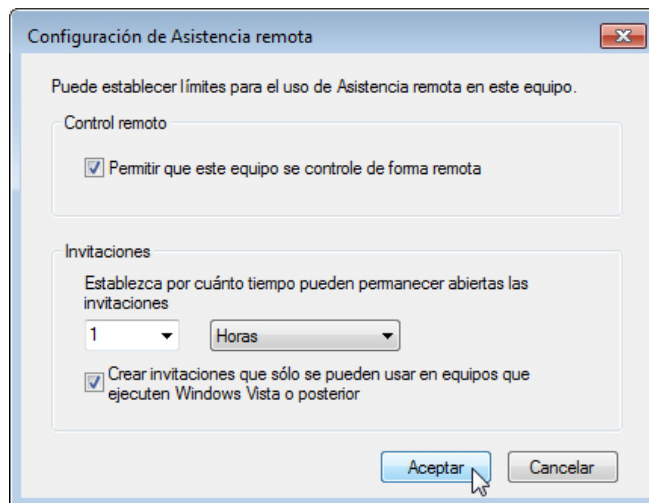 Configuración de Asistencia remota
Puede establecer límites para el uso de Asistencia remota en este equipo.
Control remoto
Permitir que este equipo se controle de forma remota
Invitaciones
Establezca por cuánto tiempo pueden permanecer abiertas las
invitaciones
1 Horas
Crear invitaciones que sólo se pueden usar en equipos que
ejecuten Windows Vista o posterior
Aceptar Cancelar